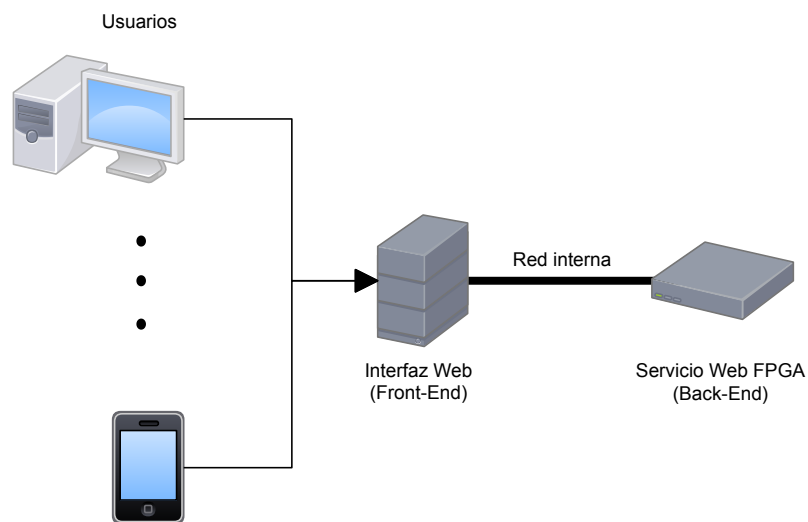 Usuarios
Red interna
Interfaz Web
(Front-End)
Servicio Web FPGA
(Back-End)